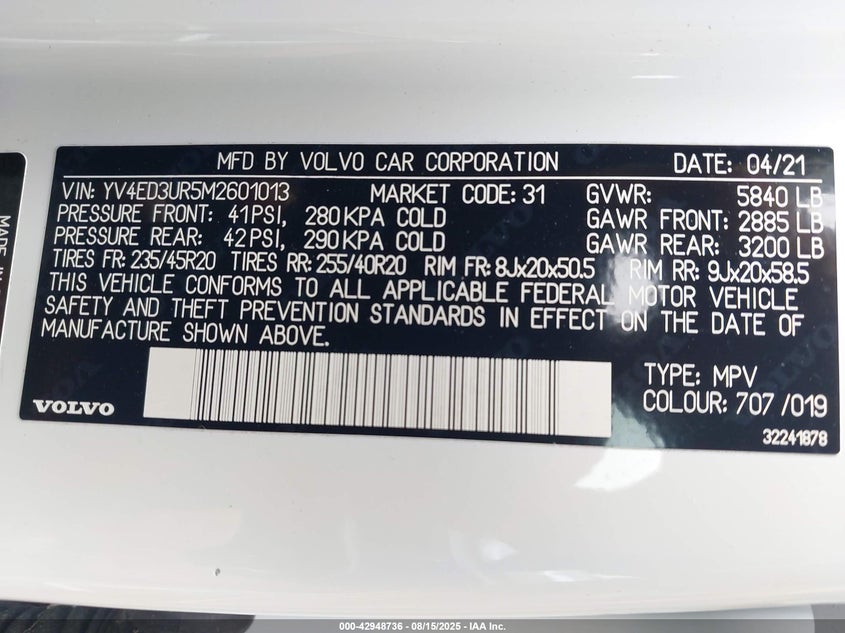 MFD BY VOLVO CAR CORPORATION DATE: 04/21
VIN: YV4ED3UR5M2601013 MARKET CODE: 31 GVWR: 5840 LB
PRESSURE FRONT: 41PSI, 280KPA COLD GAWR FRONT: 2885 LB
PRESSURE REAR: 42PSI, 290KPA COLD GAWR REAR: 3200 LB
TIRES FR: 235/45R20 TIRES RR: 255/40R20 RIM FR: 8Jx20x50.5 RIM RR: 9Jx20x58.5
THIS VEHICLE CONFORMS TO ALL APPLICABLE FEDERAL MOTOR VEHICLE
SAFETY AND THEFT PREVENTION STANDARDS IN EFFECT ON THE DATE OF
MANUFACTURE SHOWN ABOVE.
TYPE: MPV
COLOUR: 707 /019
VOLVO
32241878
MADE
000-42948736 - 08/15/2025 - IAA Inc.